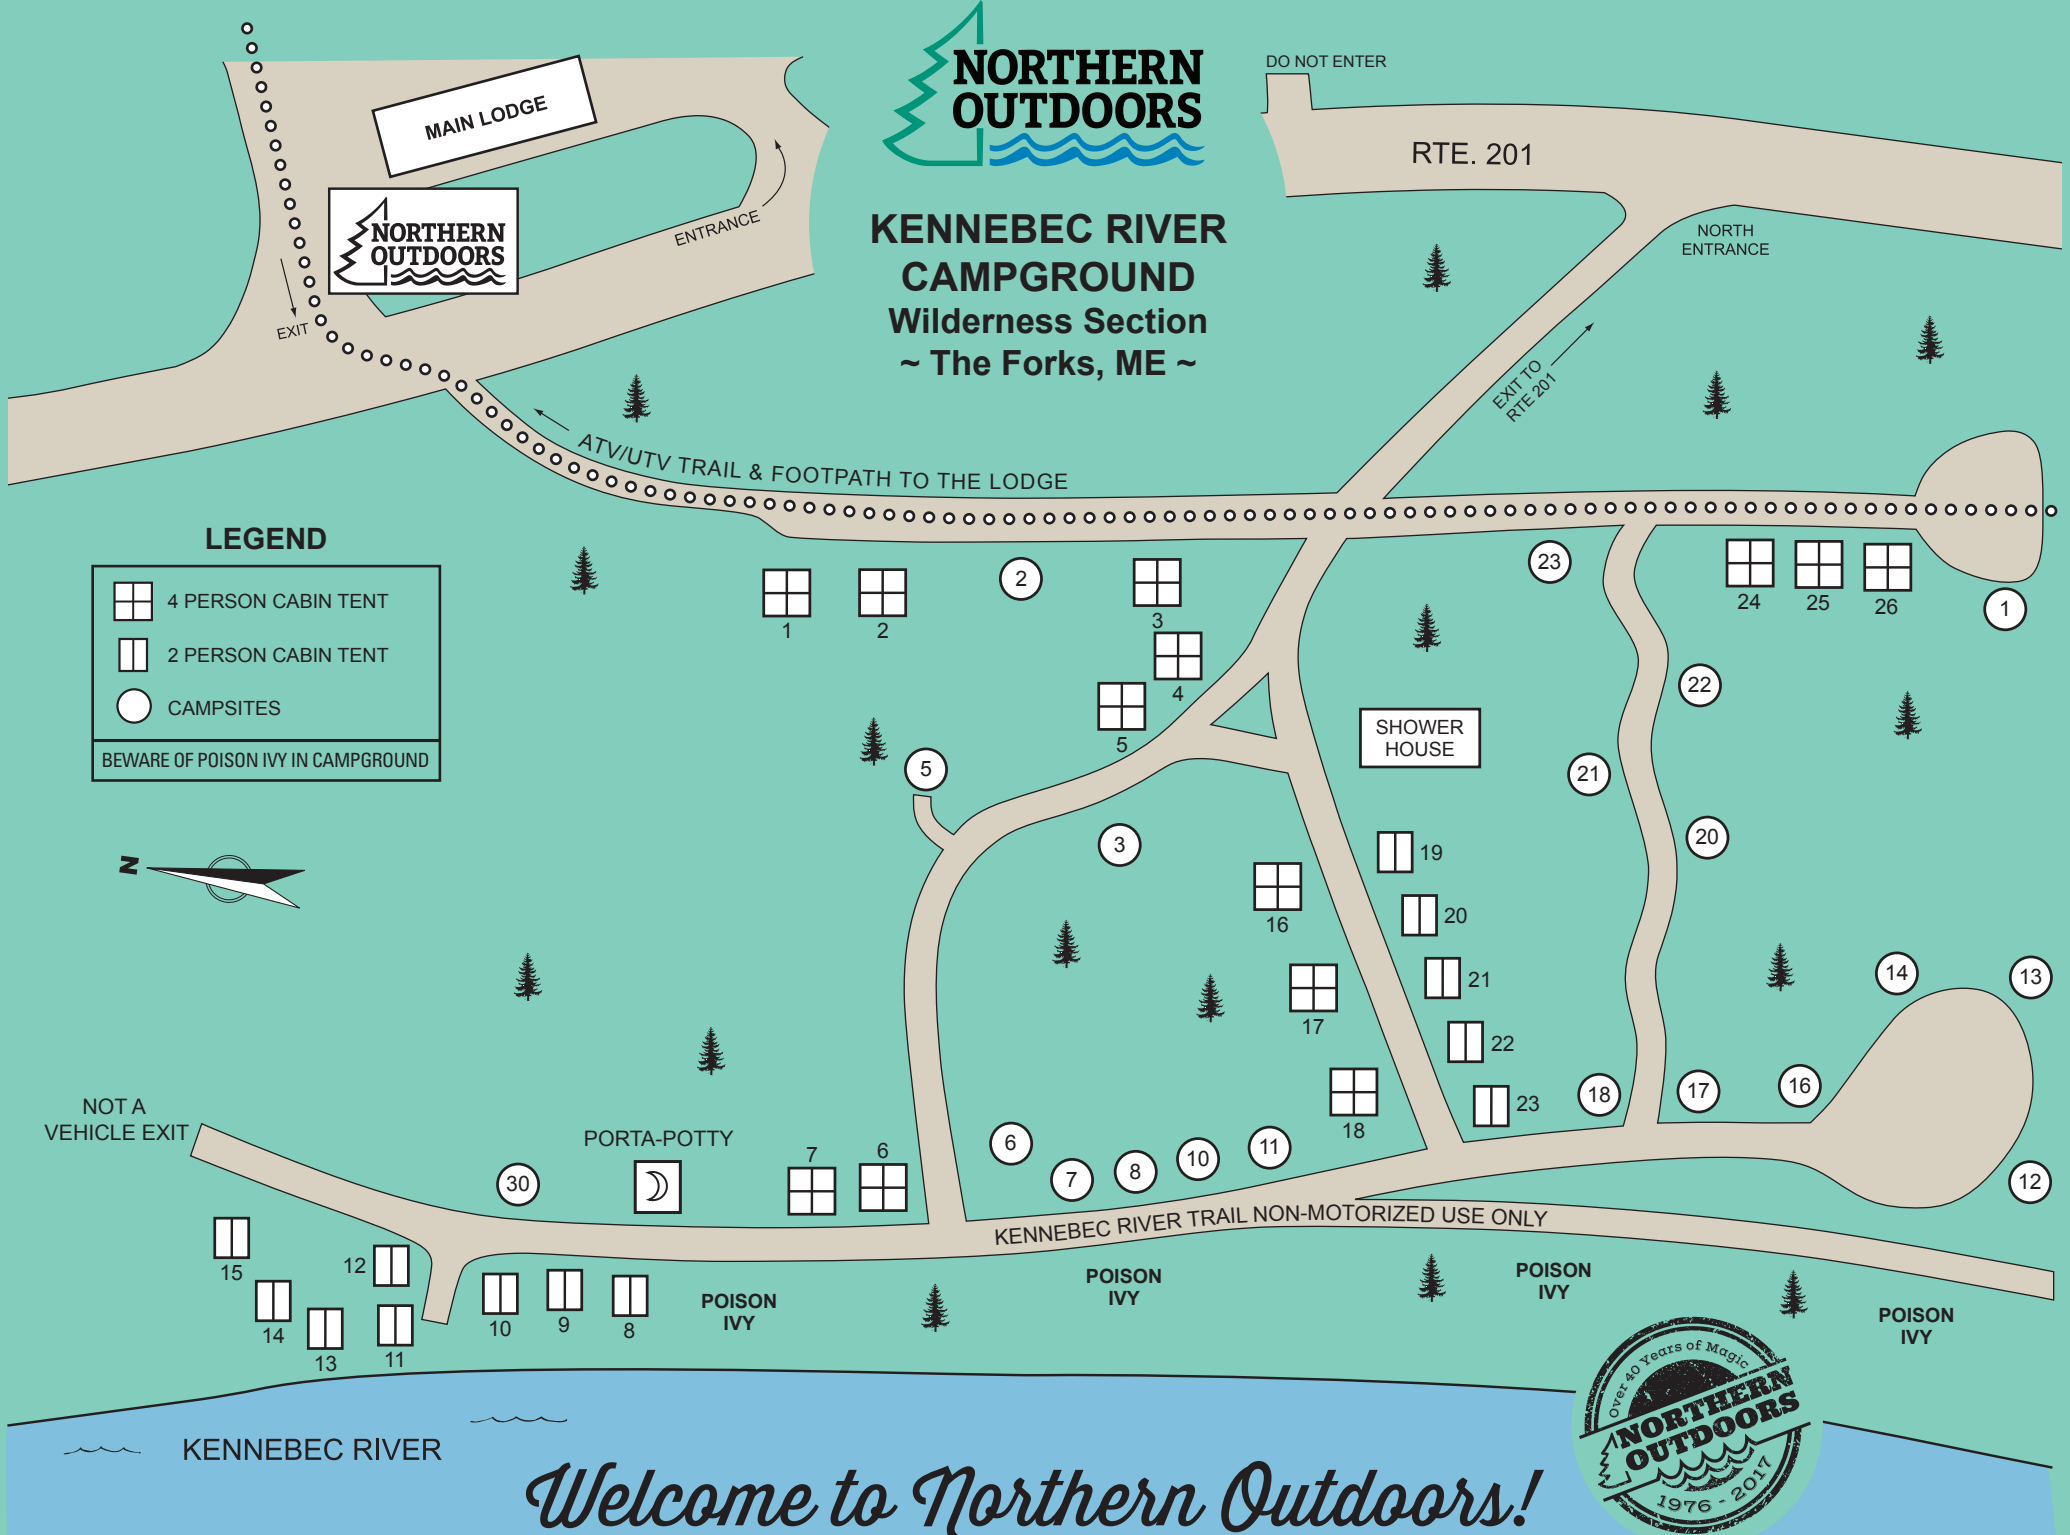 NORTHERN
OUTDOORS
KENNEBEC RIVER
CAMPGROUND
Wilderness Section
~ The Forks, ME ~
MAIN LODGE
NORTHERN
OUTDOORS
ENTRANCE
EXIT
DO NOT ENTER
RTE. 201
NORTH
ENTRANCE
EXIT TO
RTE 201
ATV/UTV TRAIL & FOOTPATH TO THE LODGE
LEGEND
4 PERSON CABIN TENT
2 PERSON CABIN TENT
CAMPSITES
BEWARE OF POISON IVY IN CAMPGROUND
N
1
2
2
3
4
5
5
3
23
24
25
26
1
22
21
20
SHOWER
HOUSE
19
20
21
22
23
16
17
18
14
13
18
17
16
12
6
7
8
10
11
NOT A
VEHICLE EXIT
PORTA-POTTY
30
7
6
KENNEBEC RIVER TRAIL NON-MOTORIZED USE ONLY
15
14
13
12
11
10
9
8
POISON
IVY
POISON
IVY
POISON
IVY
POISON
IVY
KENNEBEC RIVER
Welcome to Northern Outdoors!
Over 40 Years of Magic
NORTHERN
OUTDOORS
1976 - 2017